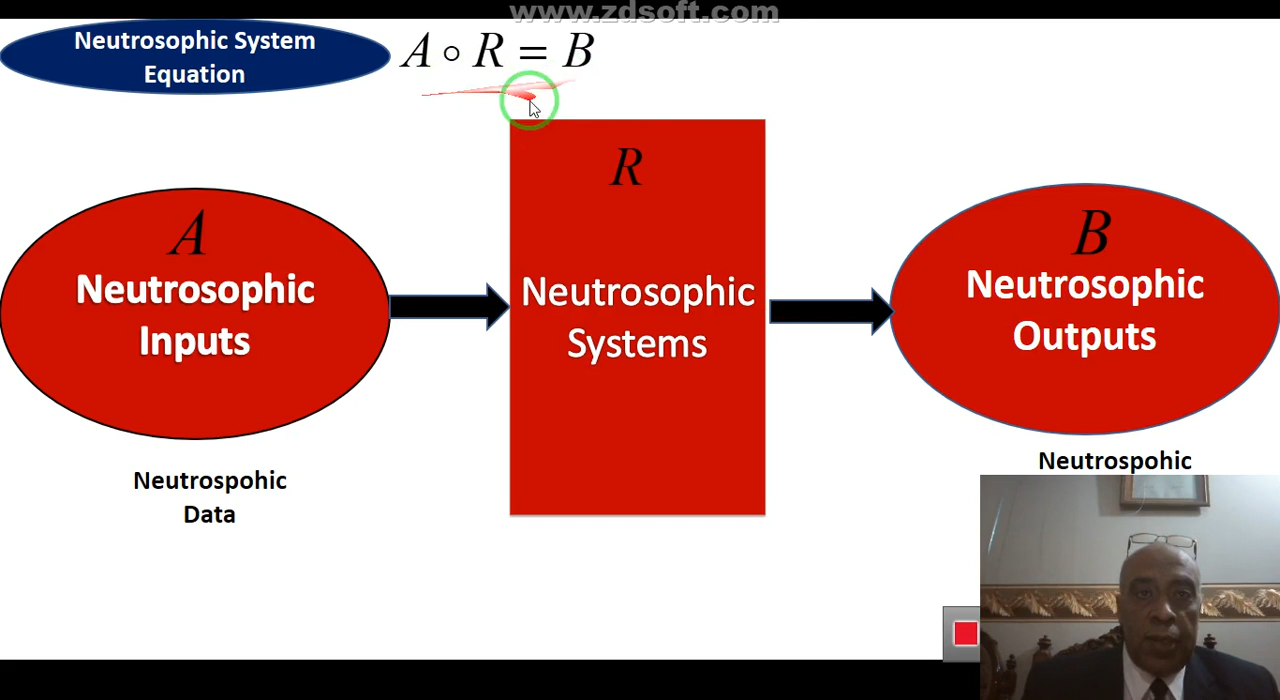 www.zdsoft.com
Neutrosophic System
Equation
A ∘ R = B
R
A
Neutrosophic
Inputs
Neutrosophic
Systems
B
Neutrosophic
Outputs
Neutrospohic
Data
Neutrospohic